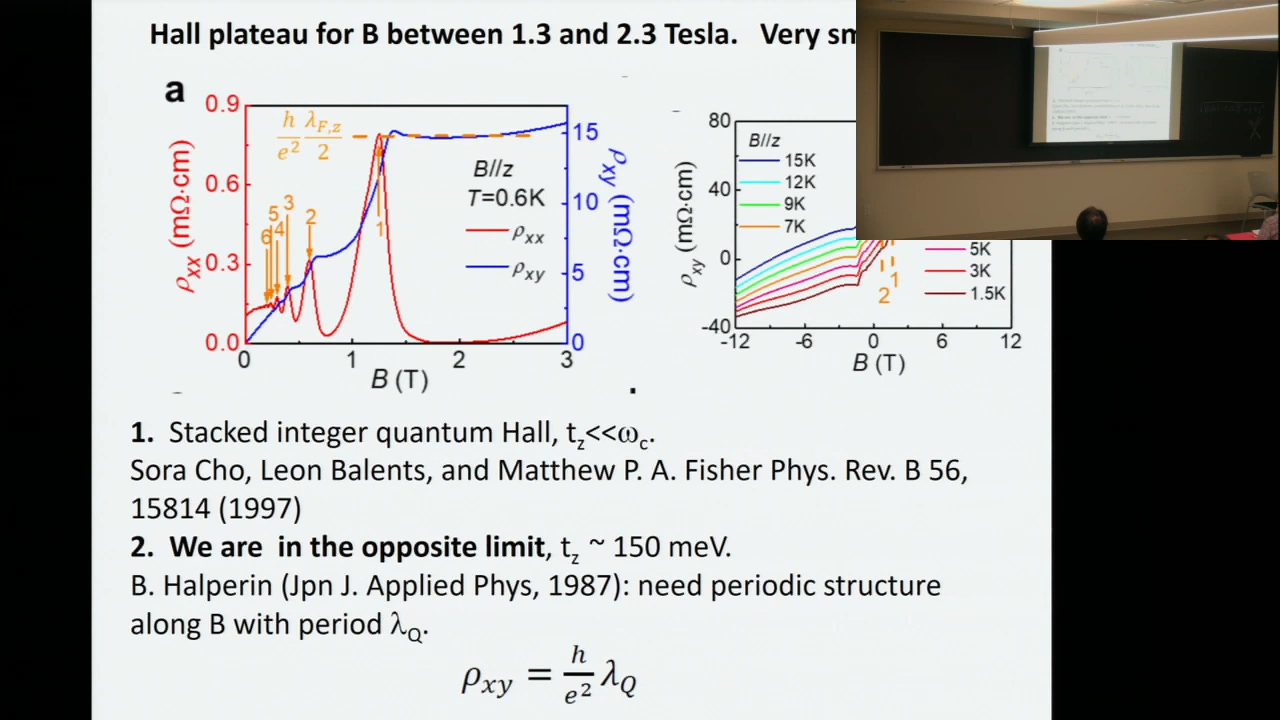 Hall plateau for B between 1.3 and 2.3 Tesla. Very sm
a
0.9
0.6
0.3
0.0
ρxx (mΩ·cm)
h/e² λF,z/2
6
5
4
3
2
1
B//z
T=0.6K
ρxx
ρxy
15
10
5
0
ρxy (mΩ·cm)
0 1 2 3
B (T)
80
40
0
-40
ρxy (mΩ·cm)
B//z
15K
12K
9K
7K
5K
3K
1.5K
1
2
-12 -6 0 6 12
B (T)
1. Stacked integer quantum Hall, tz<<ωc.
Sora Cho, Leon Balents, and Matthew P. A. Fisher Phys. Rev. B 56,
15814 (1997)
2. We are in the opposite limit, tz ~ 150 meV.
B. Halperin (Jpn J. Applied Phys, 1987): need periodic structure
along B with period λQ.
ρxy = h/e² λQ